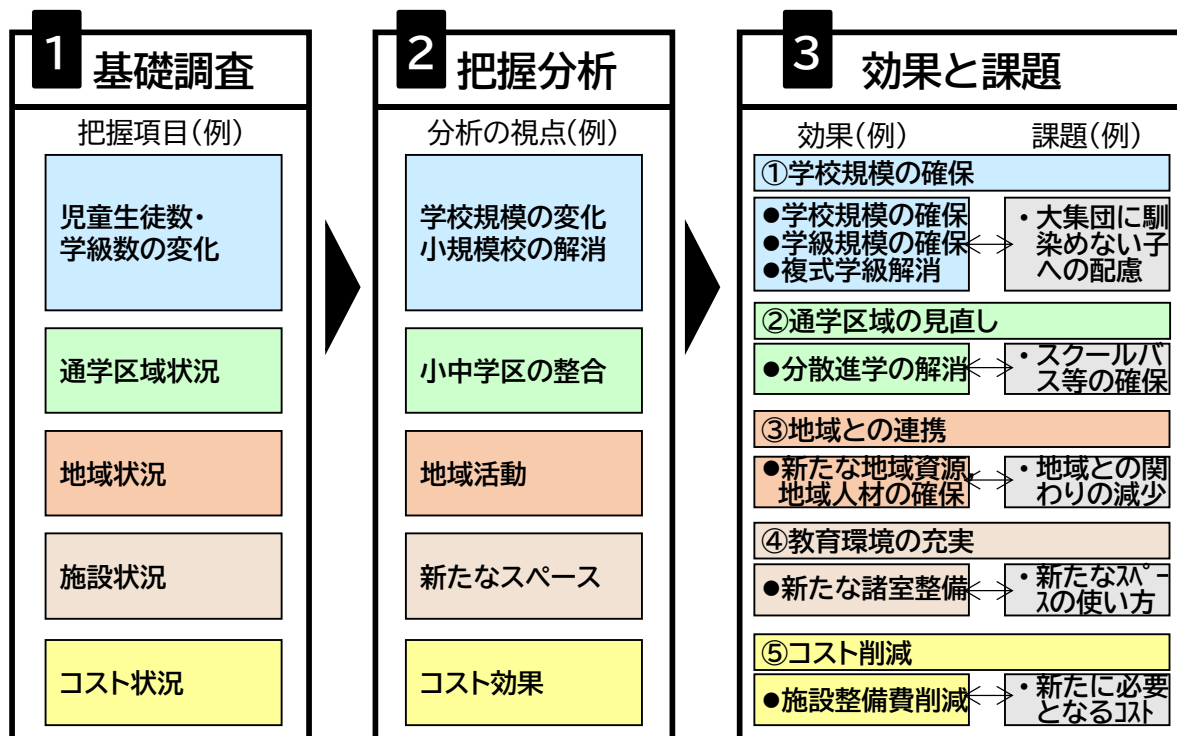 1 基礎調査
把握項目(例)
児童生徒数・
学級数の変化
通学区域状況
地域状況
施設状況
コスト状況
2 把握分析
分析の視点(例)
学校規模の変化
小規模校の解消
小中学区の整合
地域活動
新たなスペース
コスト効果
3 効果と課題
効果(例) 課題(例)
①学校規模の確保
●学校規模の確保
●学級規模の確保
●複式学級解消
・大集団に馴
染めない子
への配慮
②通学区域の見直し
●分散進学の解消
・スクールバ
ス等の確保
③地域との連携
●新たな地域資源,
地域人材の確保
・地域との関
わりの減少
④教育環境の充実
●新たな諸室整備
・新たなｽﾍﾟｰ
ｽの使い方
⑤コスト削減
●施設整備費削減
・新たに必要
となるｺｽﾄ